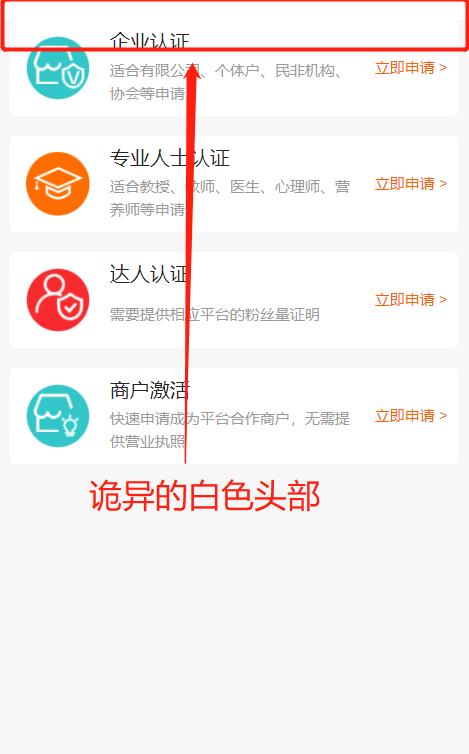 企业认证
适合有限公司、个体户、民非机构、
协会等申请
立即申请 >
专业人士认证
适合教授、教师、医生、心理师、营
养师等申请
立即申请 >
达人认证
需要提供相应平台的粉丝量证明
立即申请 >
商户激活
快速申请成为平台合作商户，无需提
供营业执照
立即申请 >
诡异的白色头部